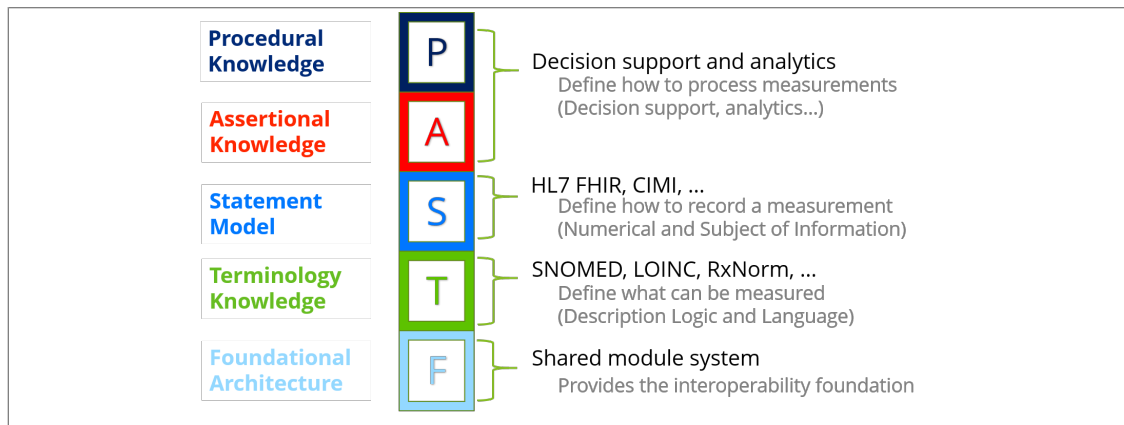 Procedural
Knowledge
P
Decision support and analytics
Define how to process measurements
(Decision support, analytics...)
Assertional
Knowledge
A
Statement
Model
S
HL7 FHIR, CIMI, ...
Define how to record a measurement
(Numerical and Subject of Information)
Terminology
Knowledge
T
SNOMED, LOINC, RxNorm, ...
Define what can be measured
(Description Logic and Language)
Foundational
Architecture
F
Shared module system
Provides the interoperability foundation